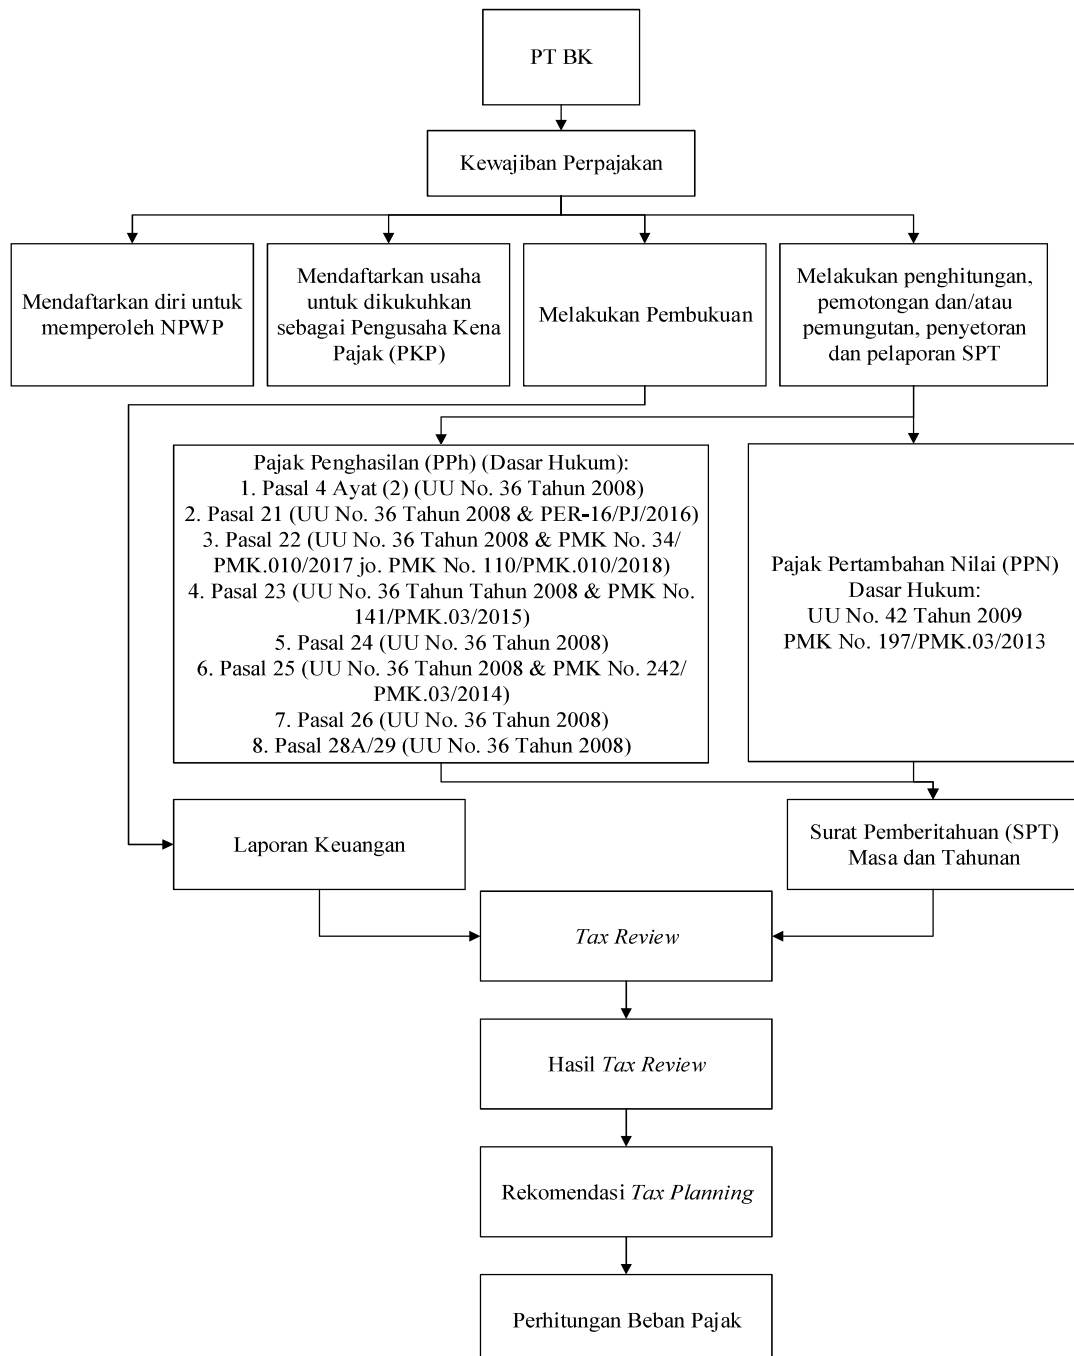 PT BK
Kewajiban Perpajakan
Mendaftarkan diri untuk
memperoleh NPWP
Mendaftarkan usaha
untuk dikukuhkan
sebagai Pengusaha Kena
Pajak (PKP)
Melakukan Pembukuan
Melakukan penghitungan,
pemotongan dan/atau
pemungutan, penyetoran
dan pelaporan SPT
Pajak Penghasilan (PPh) (Dasar Hukum):
1. Pasal 4 Ayat (2) (UU No. 36 Tahun 2008)
2. Pasal 21 (UU No. 36 Tahun 2008 & PER-16/PJ/2016)
3. Pasal 22 (UU No. 36 Tahun 2008 & PMK No. 34/
PMK.010/2017 jo. PMK No. 110/PMK.010/2018)
4. Pasal 23 (UU No. 36 Tahun Tahun 2008 & PMK No.
141/PMK.03/2015)
5. Pasal 24 (UU No. 36 Tahun 2008)
6. Pasal 25 (UU No. 36 Tahun 2008 & PMK No. 242/
PMK.03/2014)
7. Pasal 26 (UU No. 36 Tahun 2008)
8. Pasal 28A/29 (UU No. 36 Tahun 2008)
Pajak Pertambahan Nilai (PPN)
Dasar Hukum:
UU No. 42 Tahun 2009
PMK No. 197/PMK.03/2013
Laporan Keuangan
Surat Pemberitahuan (SPT)
Masa dan Tahunan
Tax Review
Hasil Tax Review
Rekomendasi Tax Planning
Perhitungan Beban Pajak